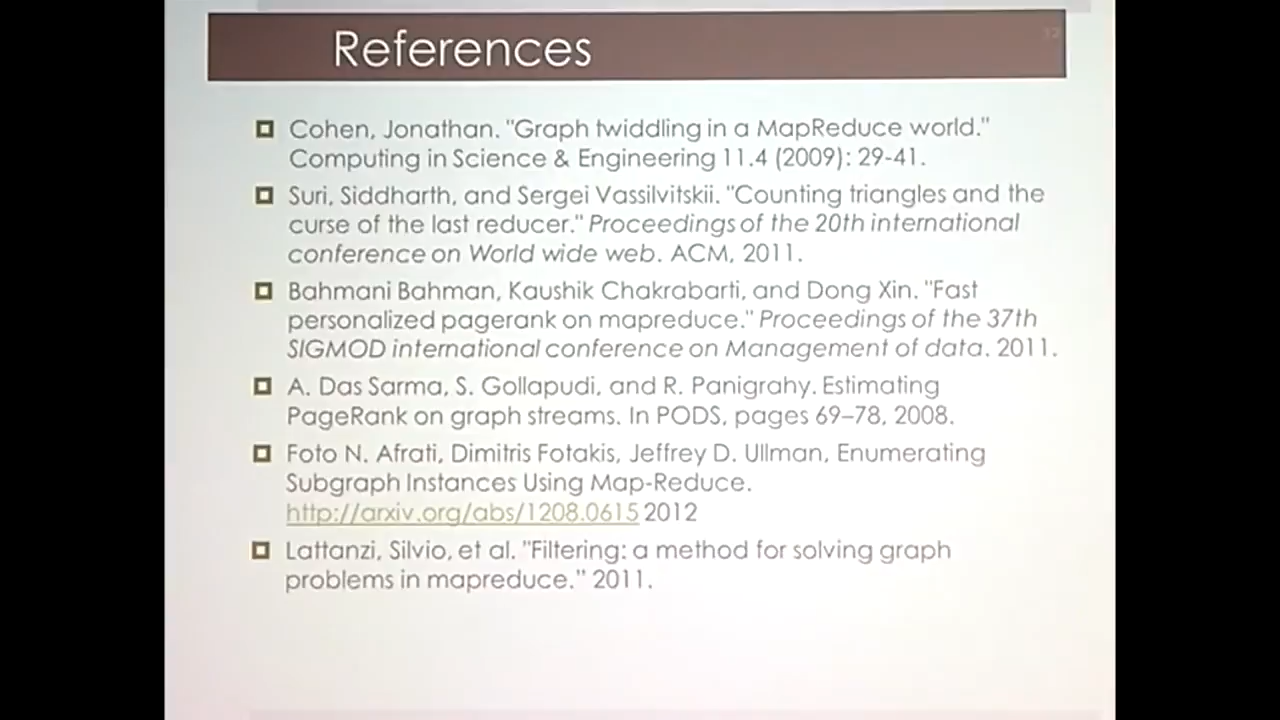 References
Cohen, Jonathan. "Graph twiddling in a MapReduce world."
Computing in Science & Engineering 11.4 (2009): 29-41.
Suri, Siddharth, and Sergei Vassilvitskii. "Counting triangles and the
curse of the last reducer." Proceedings of the 20th international
conference on World wide web. ACM, 2011.
Bahmani Bahman, Kaushik Chakrabarti, and Dong Xin. "Fast
personalized pagerank on mapreduce." Proceedings of the 37th
SIGMOD international conference on Management of data. 2011.
A. Das Sarma, S. Gollapudi, and R. Panigrahy. Estimating
PageRank on graph streams. In PODS, pages 69–78, 2008.
Foto N. Afrati, Dimitris Fotakis, Jeffrey D. Ullman, Enumerating
Subgraph Instances Using Map-Reduce.
http://arxiv.org/abs/1208.0615 2012
Lattanzi, Silvio, et al. "Filtering: a method for solving graph
problems in mapreduce." 2011.